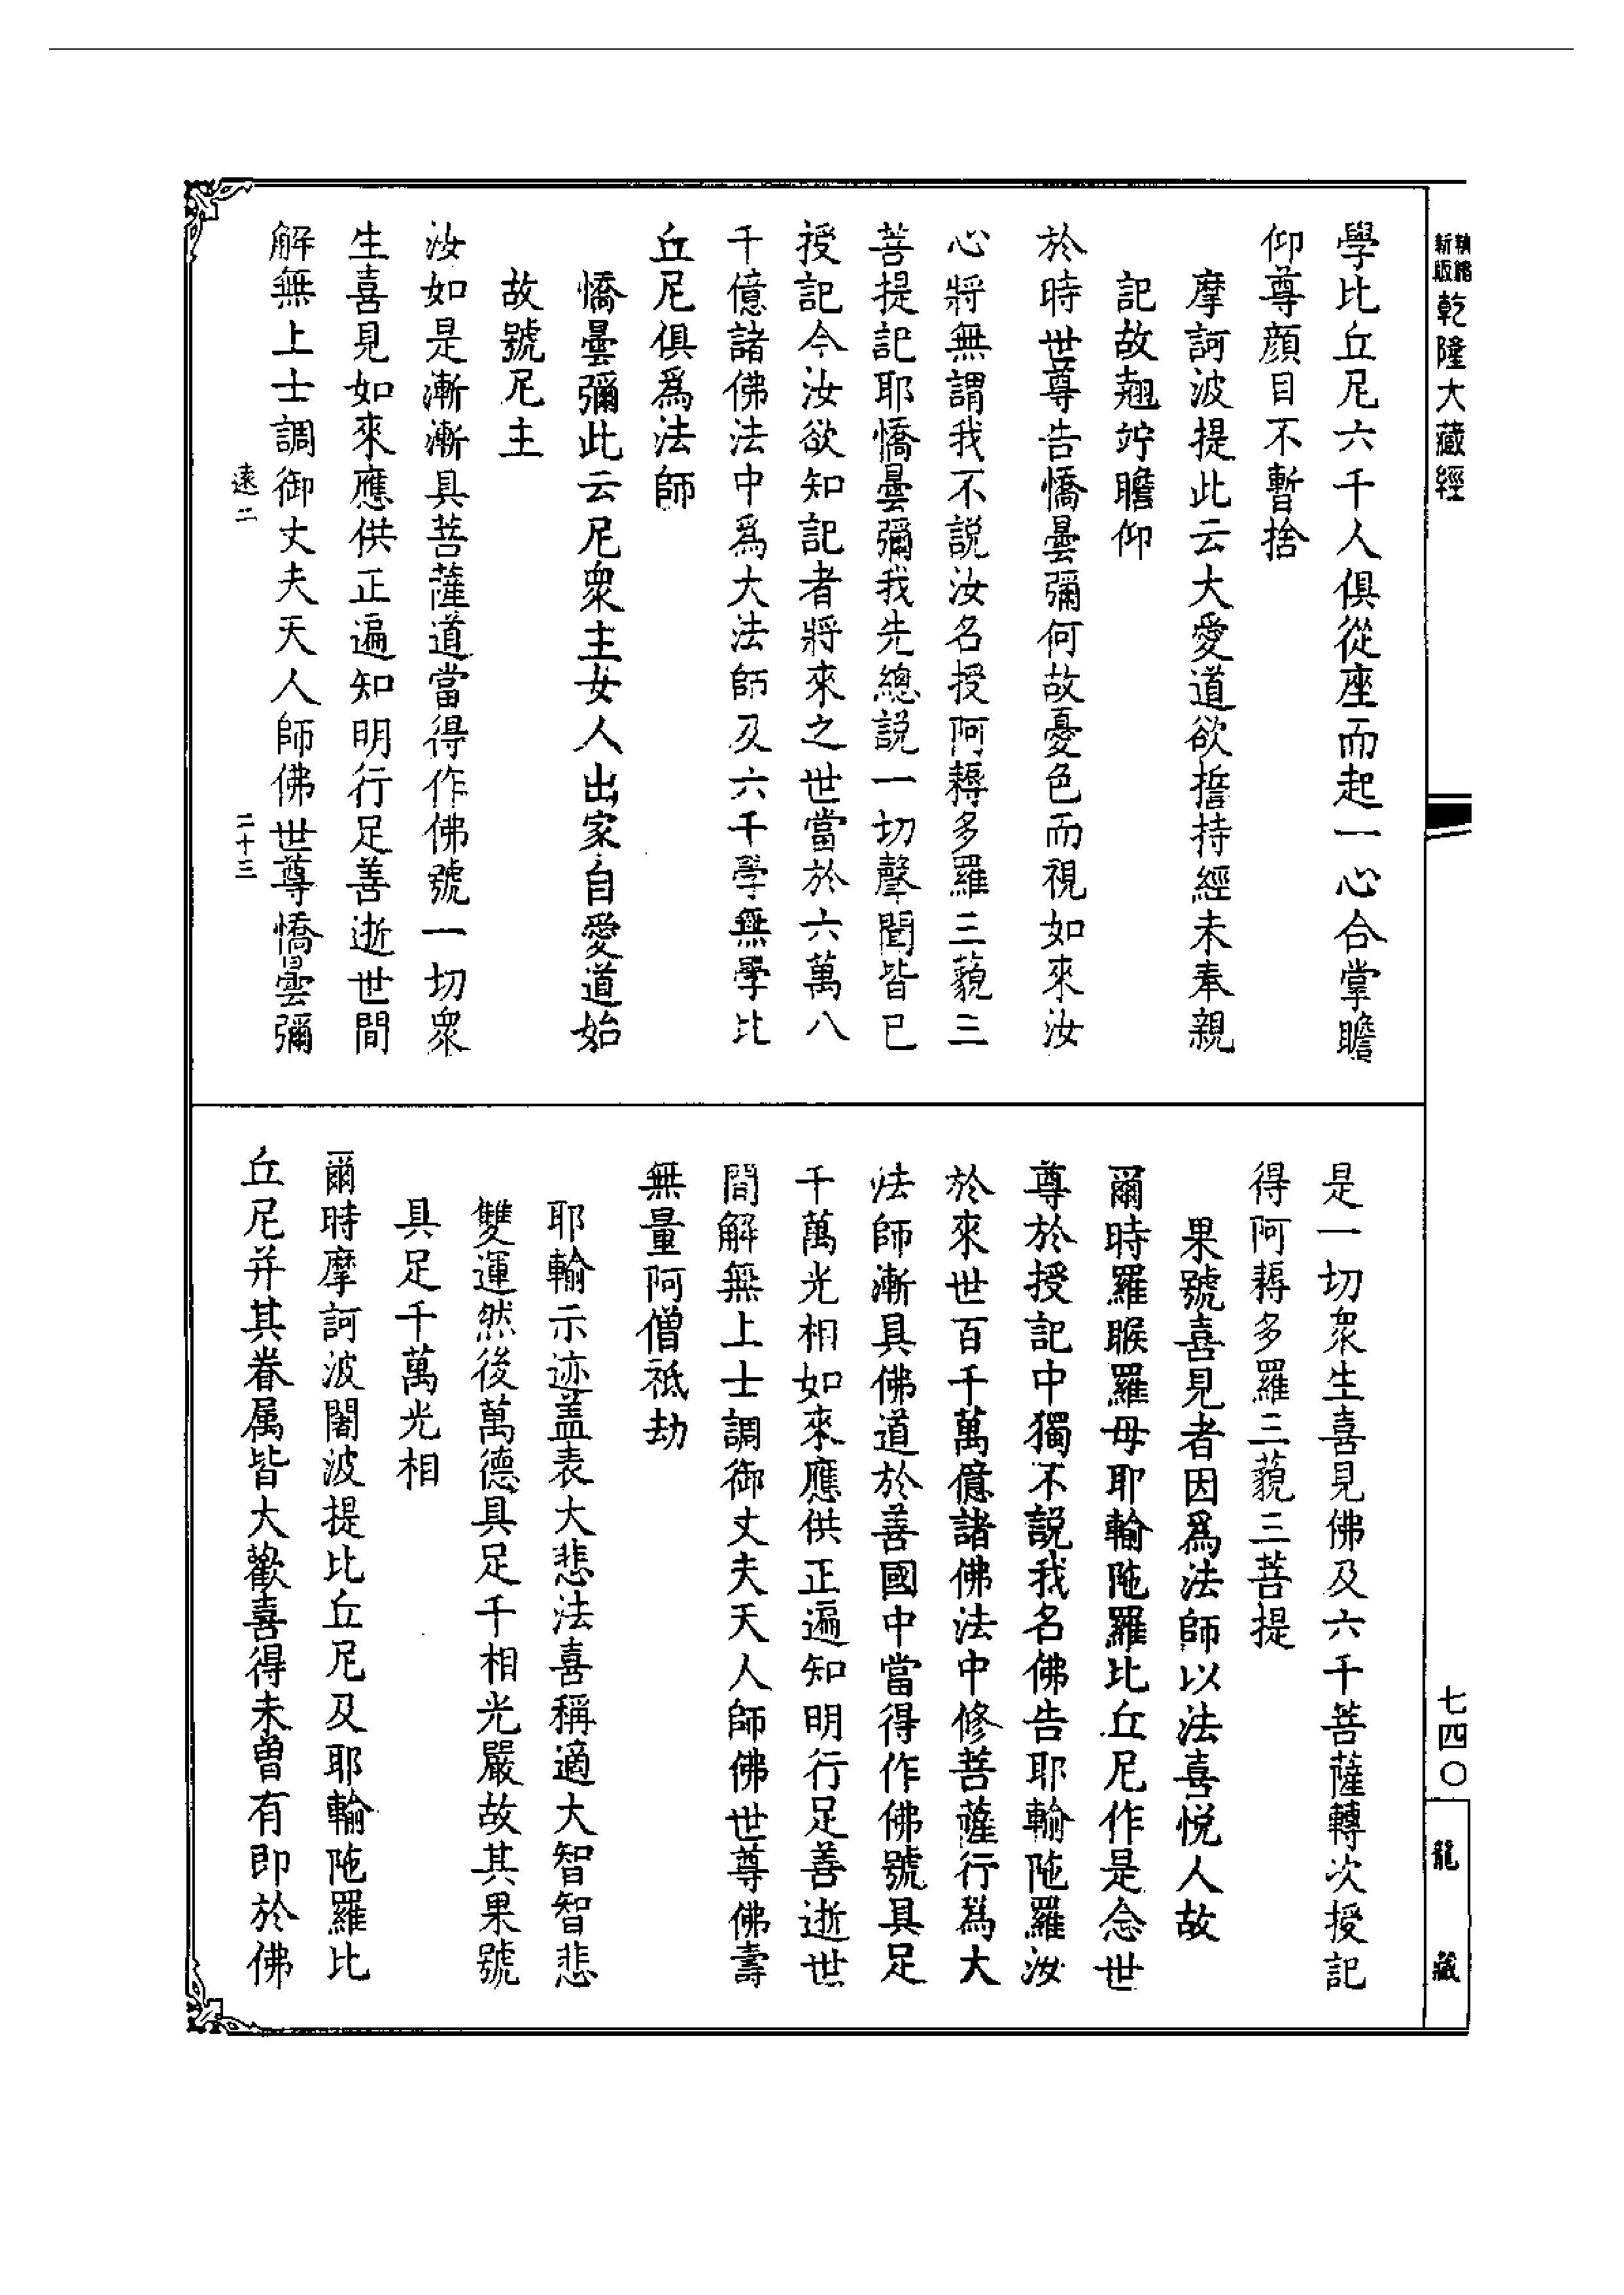 新版
乾隆大藏經
學比丘尼六千人俱從座而起一心合掌瞻
仰尊顏目不暫捨
摩訶波提此云大愛道欲擔持經未奉親
記故翹竚瞻仰
於時世尊告憍曇彌何故憂色而視如來汝
心將無謂我不說汝名授阿耨多羅三藐三
菩提記耶憍曇彌我先總說一切聲聞皆已
授記今汝欲知記者將來之世當於六萬八
千億諸佛法中爲大法師及六千學無學比
丘尼俱爲法師
憍曇彌此云尼衆主女人出家自愛道始
故號尼主
汝如是漸漸具菩薩道當得作佛號一切衆
生喜見如來應供正遍知明行足善逝世間
解無上士調御丈夫天人師佛世尊憍曇彌
遠二
二十三
是一切衆生喜見佛及六千菩薩轉次授記
得阿耨多羅三藐三菩提
果號喜見者因爲法師以法喜悅人故
爾時羅睺羅母耶輸陁羅比丘尼作是念世
尊於授記中獨不說我名佛告耶輸陁羅汝
於來世百千萬億諸佛法中修菩薩行爲大
法師漸具佛道於善國中當得作佛號具足
千萬光相如來應供正遍知明行足善逝世
間解無上士調御丈夫天人師佛世尊佛壽
無量阿僧祇劫
耶輸示迹盖表大悲法喜稱適大智智悲
雙運然後萬德具足千相光嚴故其果號
具足千萬光相
爾時摩訶波闍波提比丘尼及耶輸陁羅比
丘尼并其眷属皆大歡喜得未曾有即於佛
七四〇
龍藏